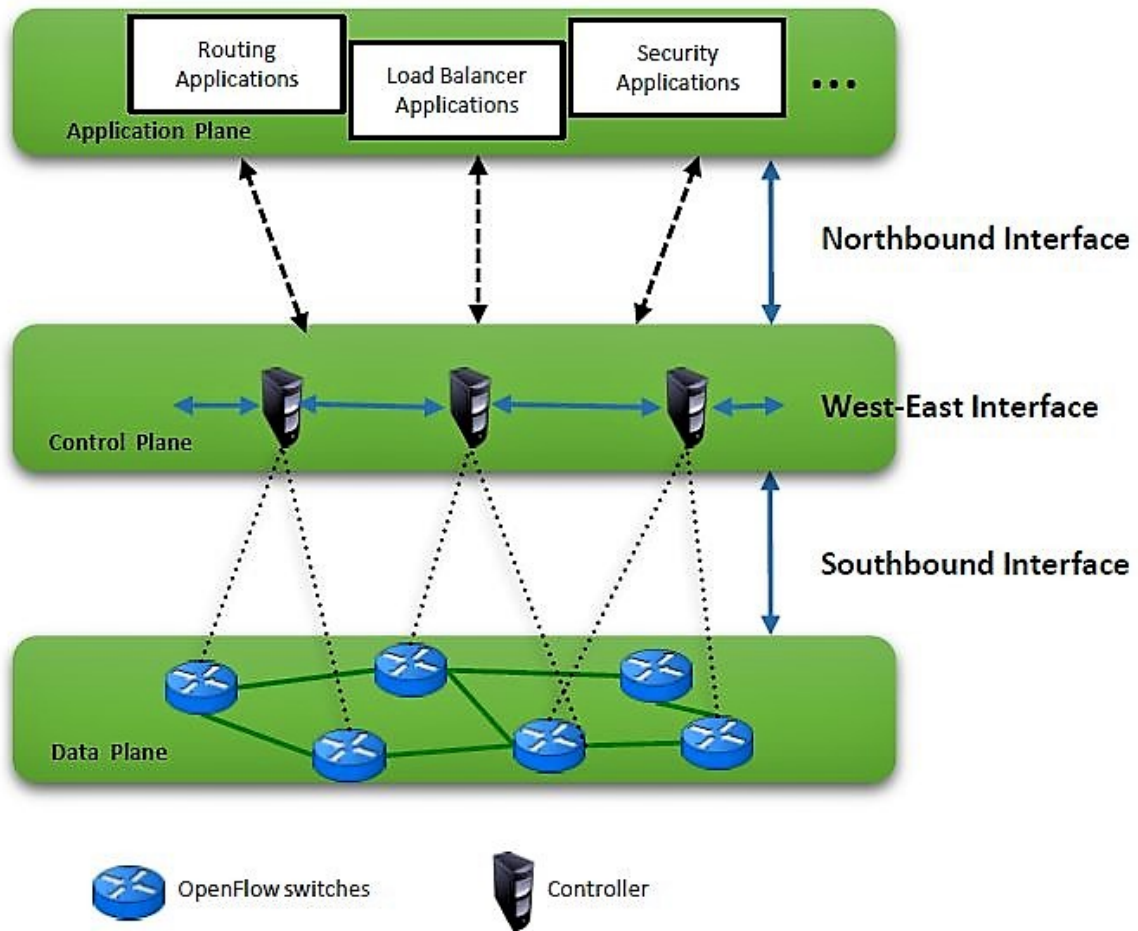 Routing
Applications
Load Balancer
Applications
Security
Applications
...
Application Plane
Northbound Interface
West-East Interface
Control Plane
Southbound Interface
Data Plane
OpenFlow switches
Controller